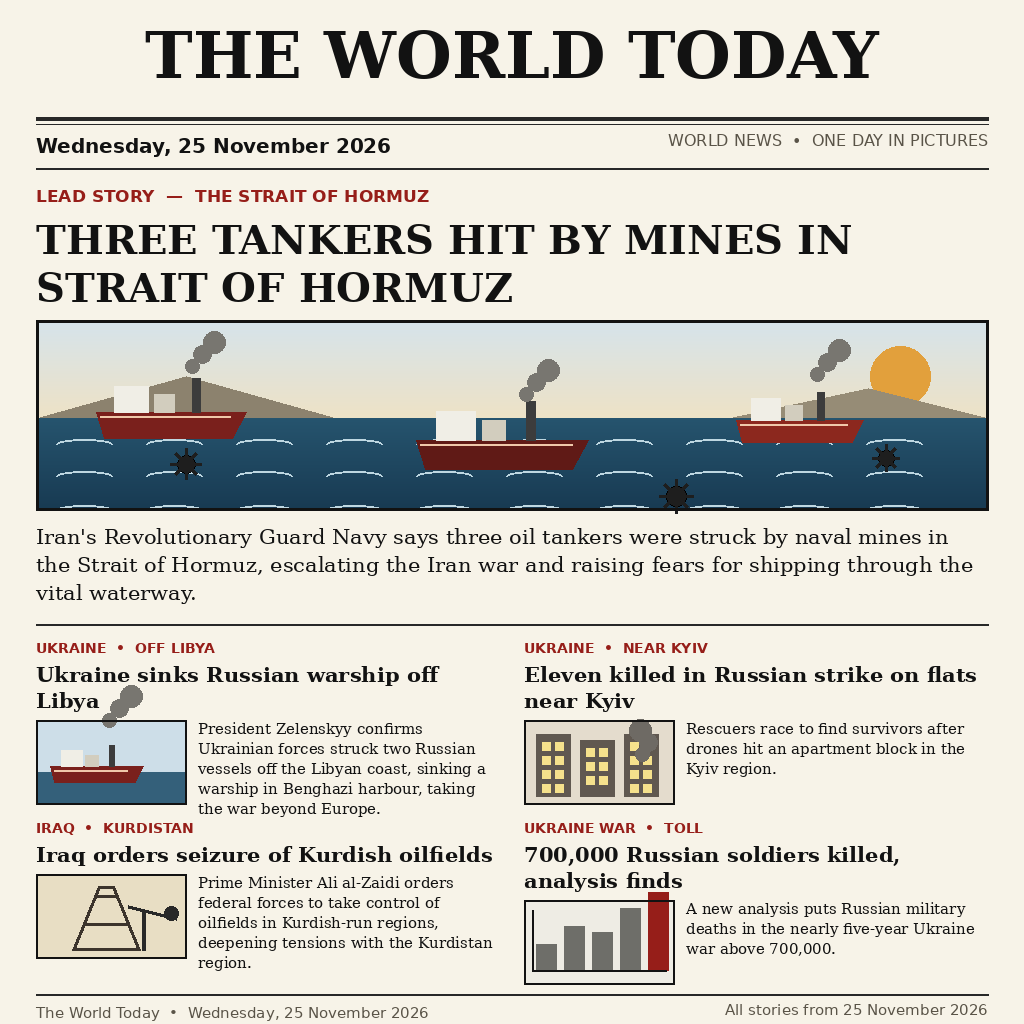 THE WORLD TODAY
Wednesday, 25 November 2026
WORLD NEWS • ONE DAY IN PICTURES
LEAD STORY — THE STRAIT OF HORMUZ
THREE TANKERS HIT BY MINES IN
STRAIT OF HORMUZ
Iran's Revolutionary Guard Navy says three oil tankers were struck by naval mines in
the Strait of Hormuz, escalating the Iran war and raising fears for shipping through the
vital waterway.
UKRAINE • OFF LIBYA
Ukraine sinks Russian warship off
Libya
President Zelenskyy confirms
Ukrainian forces struck two Russian
vessels off the Libyan coast, sinking a
warship in Benghazi harbour, taking
the war beyond Europe.
UKRAINE • NEAR KYIV
Eleven killed in Russian strike on flats
near Kyiv
Rescuers race to find survivors after
drones hit an apartment block in the
Kyiv region.
IRAQ • KURDISTAN
Iraq orders seizure of Kurdish oilfields
Prime Minister Ali al-Zaidi orders
federal forces to take control of
oilfields in Kurdish-run regions,
deepening tensions with the Kurdistan
region.
UKRAINE WAR • TOLL
700,000 Russian soldiers killed,
analysis finds
A new analysis puts Russian military
deaths in the nearly five-year Ukraine
war above 700,000.
The World Today • Wednesday, 25 November 2026
All stories from 25 November 2026